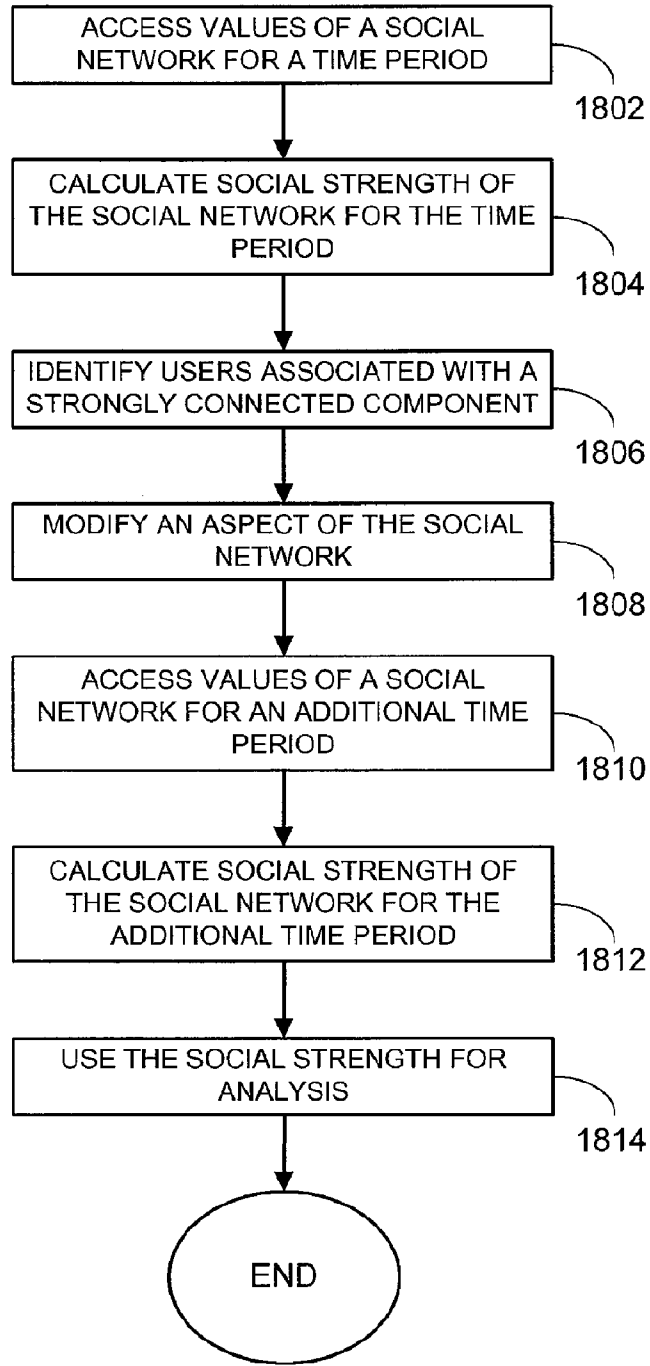 ACCESS VALUES OF A SOCIAL
NETWORK FOR A TIME PERIOD
1802
CALCULATE SOCIAL STRENGTH OF
THE SOCIAL NETWORK FOR THE TIME
PERIOD
1804
IDENTIFY USERS ASSOCIATED WITH A
STRONGLY CONNECTED COMPONENT
1806
MODIFY AN ASPECT OF THE SOCIAL
NETWORK
1808
ACCESS VALUES OF A SOCIAL
NETWORK FOR AN ADDITIONAL TIME
PERIOD
1810
CALCULATE SOCIAL STRENGTH OF
THE SOCIAL NETWORK FOR THE
ADDITIONAL TIME PERIOD
1812
USE THE SOCIAL STRENGTH FOR
ANALYSIS
1814
END